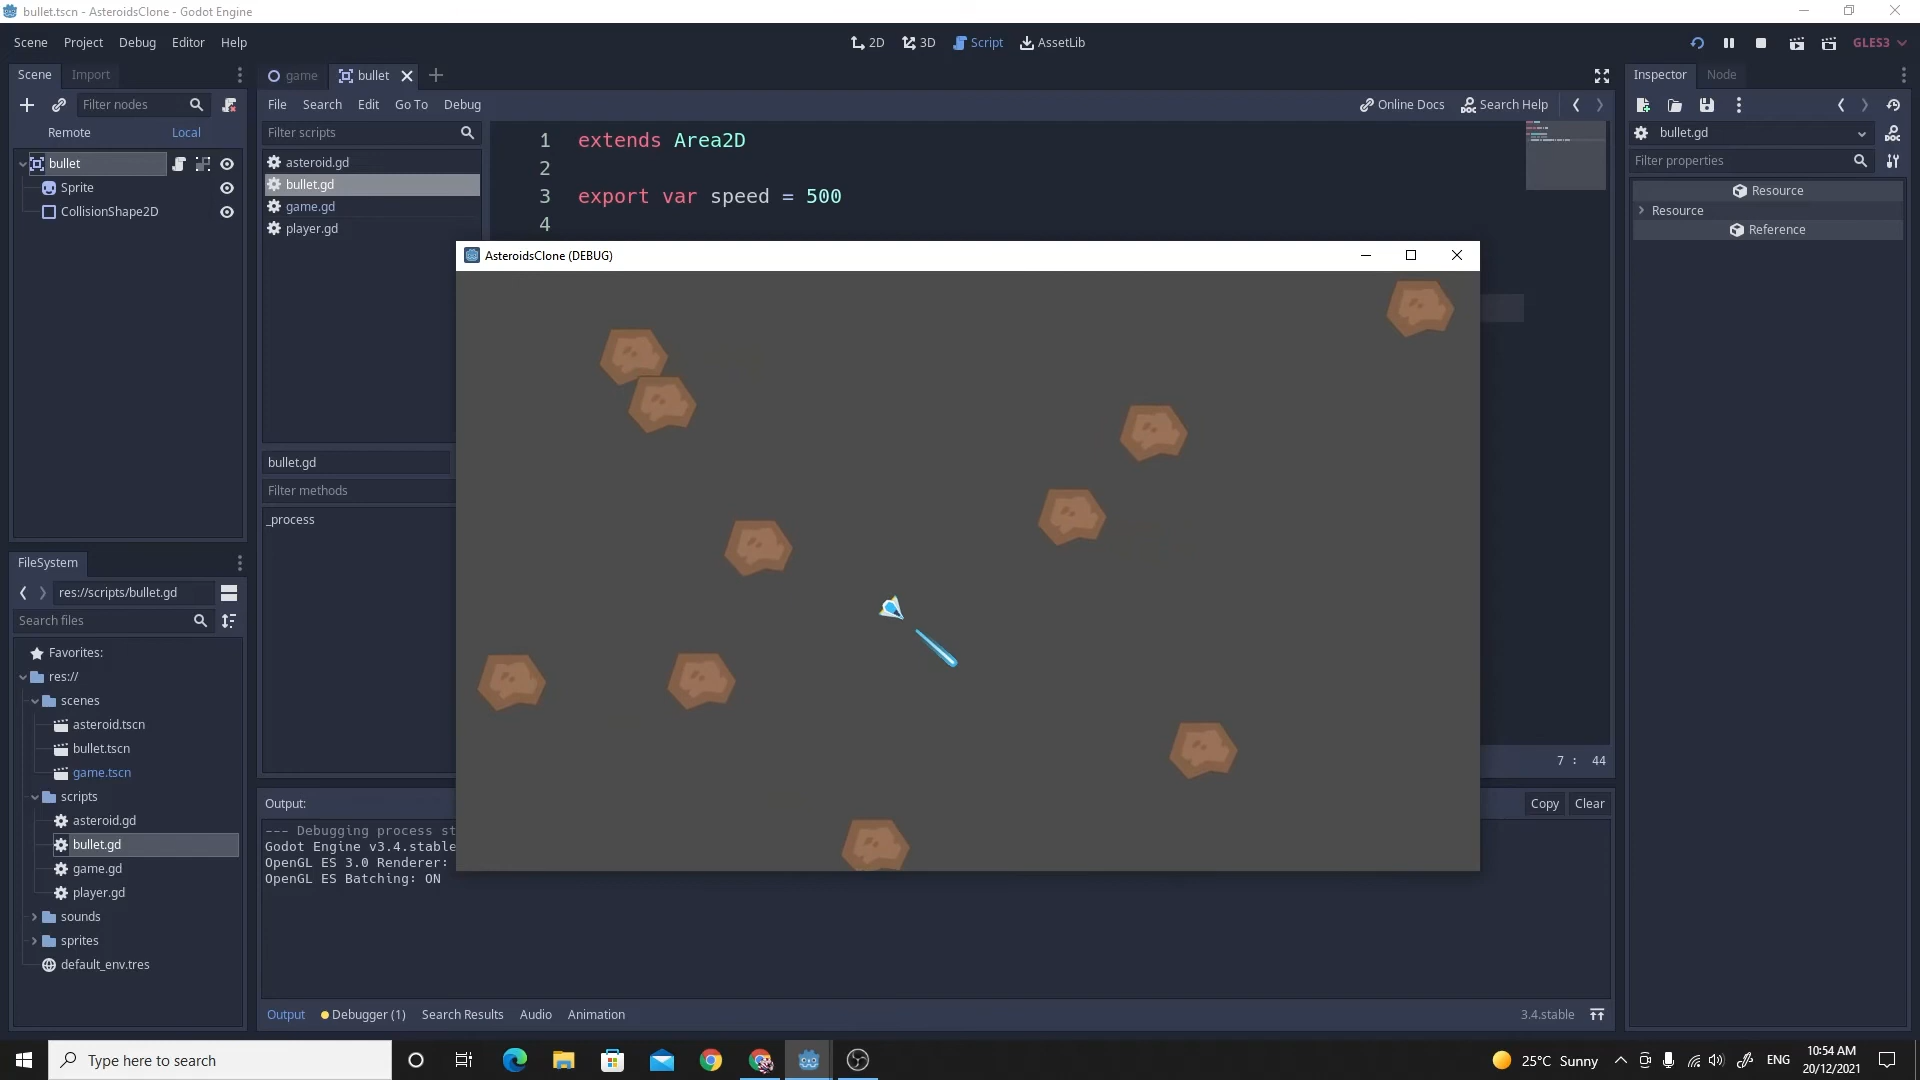 bullet.tscn - AsteroidsClone - Godot Engine
Scene Project Debug Editor Help
2D 3D Script AssetLib
GLES3
Scene Import
game bullet
Inspector Node
Filter nodes
File Search Edit Go To Debug
Online Docs Search Help
Remote Local
Filter scripts
bullet.gd
Filter properties
bullet
Sprite
CollisionShape2D
asteroid.gd
bullet.gd
game.gd
player.gd
1 extends Area2D
2
3 export var speed = 500
4
Resource
Resource
Reference
AsteroidsClone (DEBUG)
bullet.gd
Filter methods
_process
FileSystem
res://scripts/bullet.gd
Search files
Favorites:
res://
scenes
asteroid.tscn
bullet.tscn
game.tscn
scripts
asteroid.gd
bullet.gd
game.gd
player.gd
sounds
sprites
default_env.tres
7 : 44
Output:
Copy Clear
--- Debugging process st
Godot Engine v3.4.stable
OpenGL ES 3.0 Renderer:
OpenGL ES Batching: ON
Output Debugger (1) Search Results Audio Animation
3.4.stable
Type here to search
25°C Sunny
ENG
10:54 AM
20/12/2021